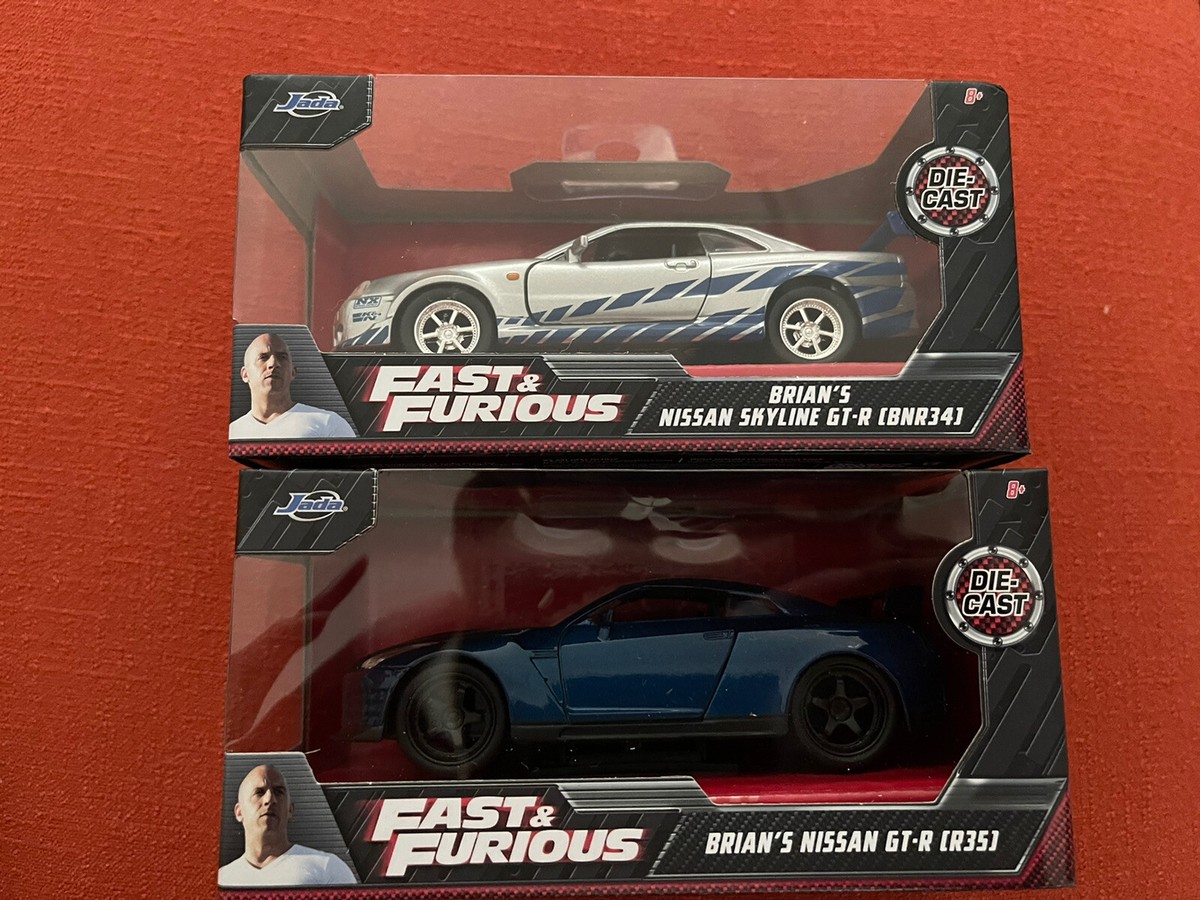 Jada
8+
DIE-
CAST
NX
FAST &
FURIOUS
BRIAN'S
NISSAN SKYLINE GT-R (BNR34)
Jada
8+
DIE-
CAST
FAST &
FURIOUS
BRIAN'S NISSAN GT-R (R35)